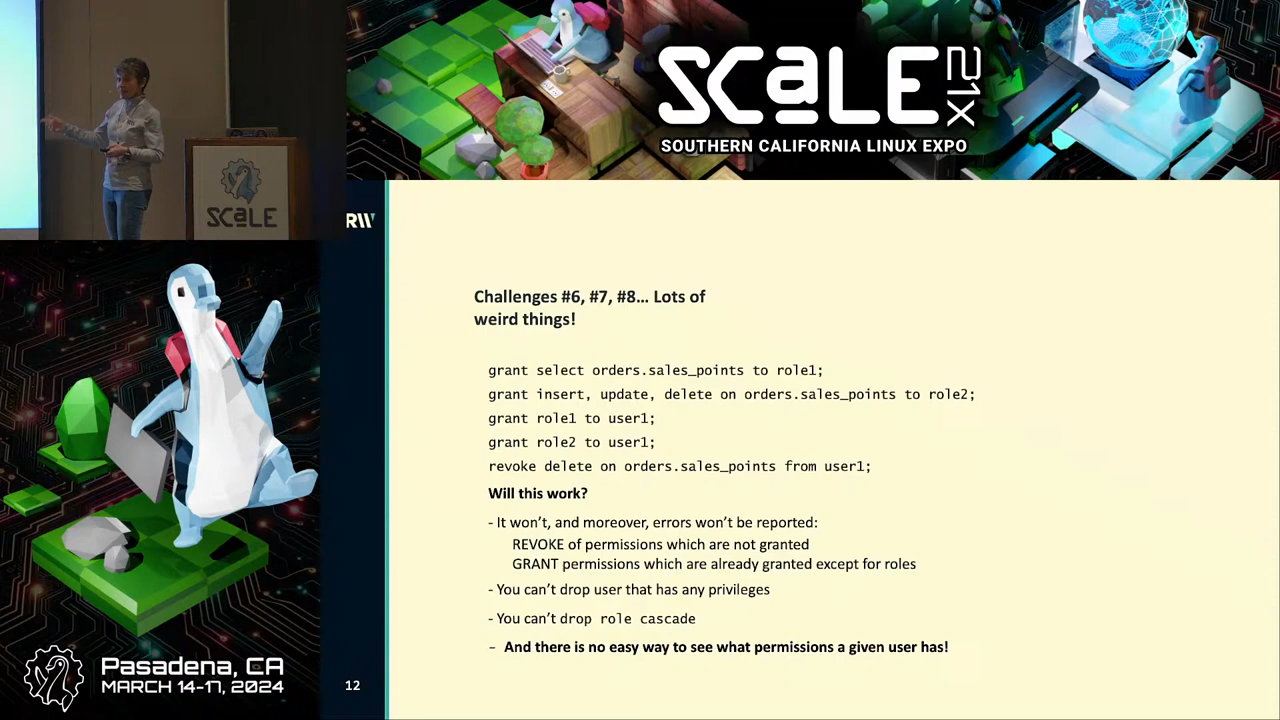 SCALE
21X
SOUTHERN CALIFORNIA LINUX EXPO
SCALE
RW
Challenges #6, #7, #8... Lots of
weird things!
grant select orders.sales_points to role1;
grant insert, update, delete on orders.sales_points to role2;
grant role1 to user1;
grant role2 to user1;
revoke delete on orders.sales_points from user1;
Will this work?
- It won't, and moreover, errors won't be reported:
REVOKE of permissions which are not granted
GRANT permissions which are already granted except for roles
- You can't drop user that has any privileges
- You can't drop role cascade
- And there is no easy way to see what permissions a given user has!
Pasadena, CA
MARCH 14-17, 2024
12